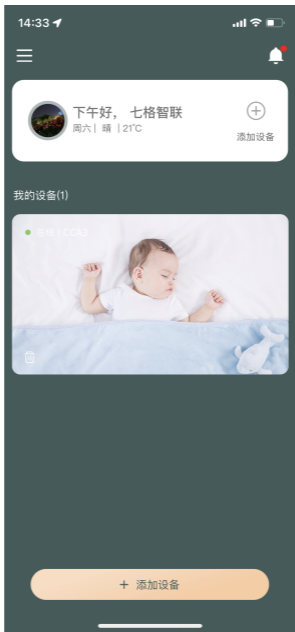 14:33
下午好， 七格智联
周六 | 晴 | 21℃
添加设备
我的设备(1)
+ 添加设备